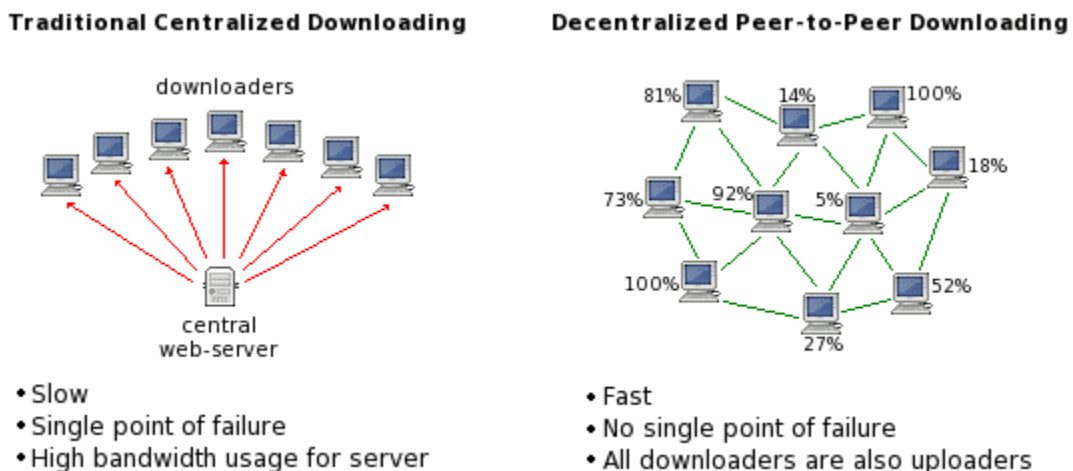 Traditional Centralized Downloading
downloaders
central
web-server
• Slow
• Single point of failure
• High bandwidth usage for server
Decentralized Peer-to-Peer Downloading
81%
14%
100%
18%
73%
92%
5%
100%
52%
27%
• Fast
• No single point of failure
• All downloaders are also uploaders